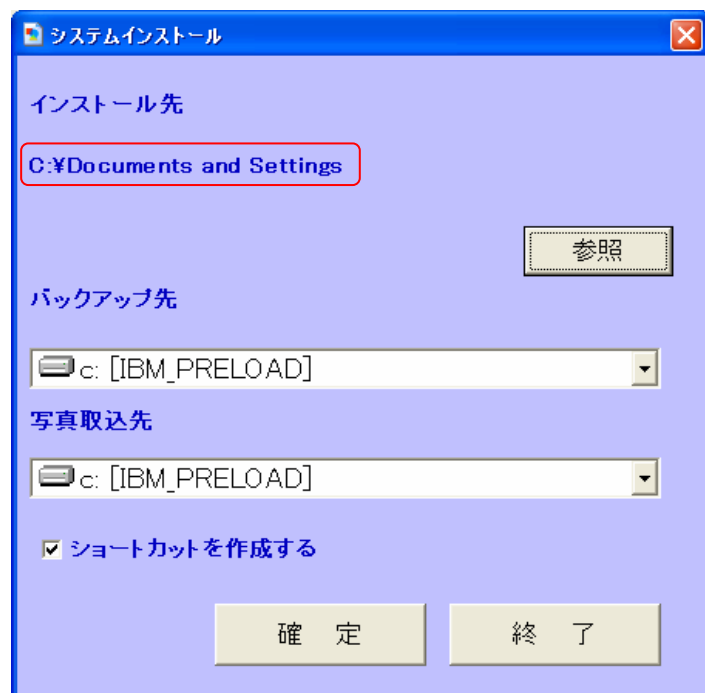 システムインストール
インストール先
C:¥Documents and Settings
参照
バックアップ先
c: [IBM_PRELOAD]
写真取込先
c: [IBM_PRELOAD]
ショートカットを作成する
確 定
終 了